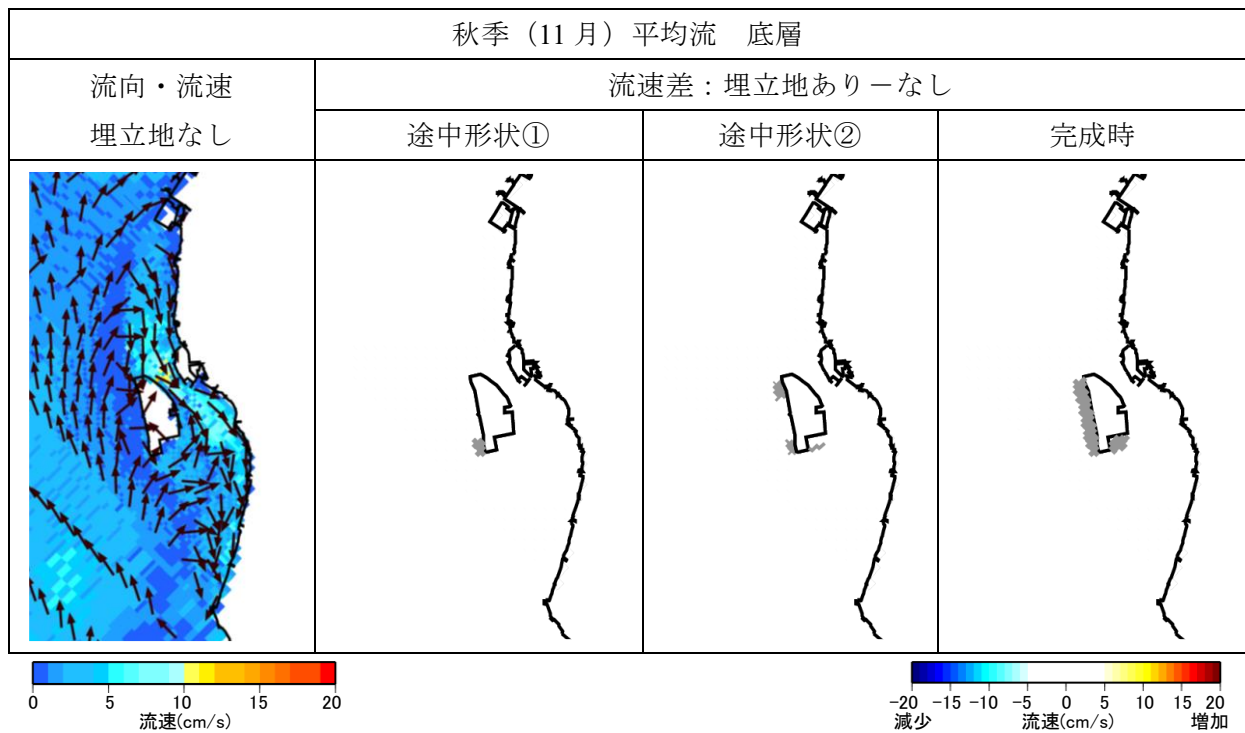 秋季（11月）平均流　底層
流向・流速
埋立地なし
流速差：埋立地あり－なし
途中形状①
途中形状②
完成時
0 5 10 15 20
流速(cm/s)
-20 -15 -10 -5 0 5 10 15 20
減少 流速(cm/s) 増加